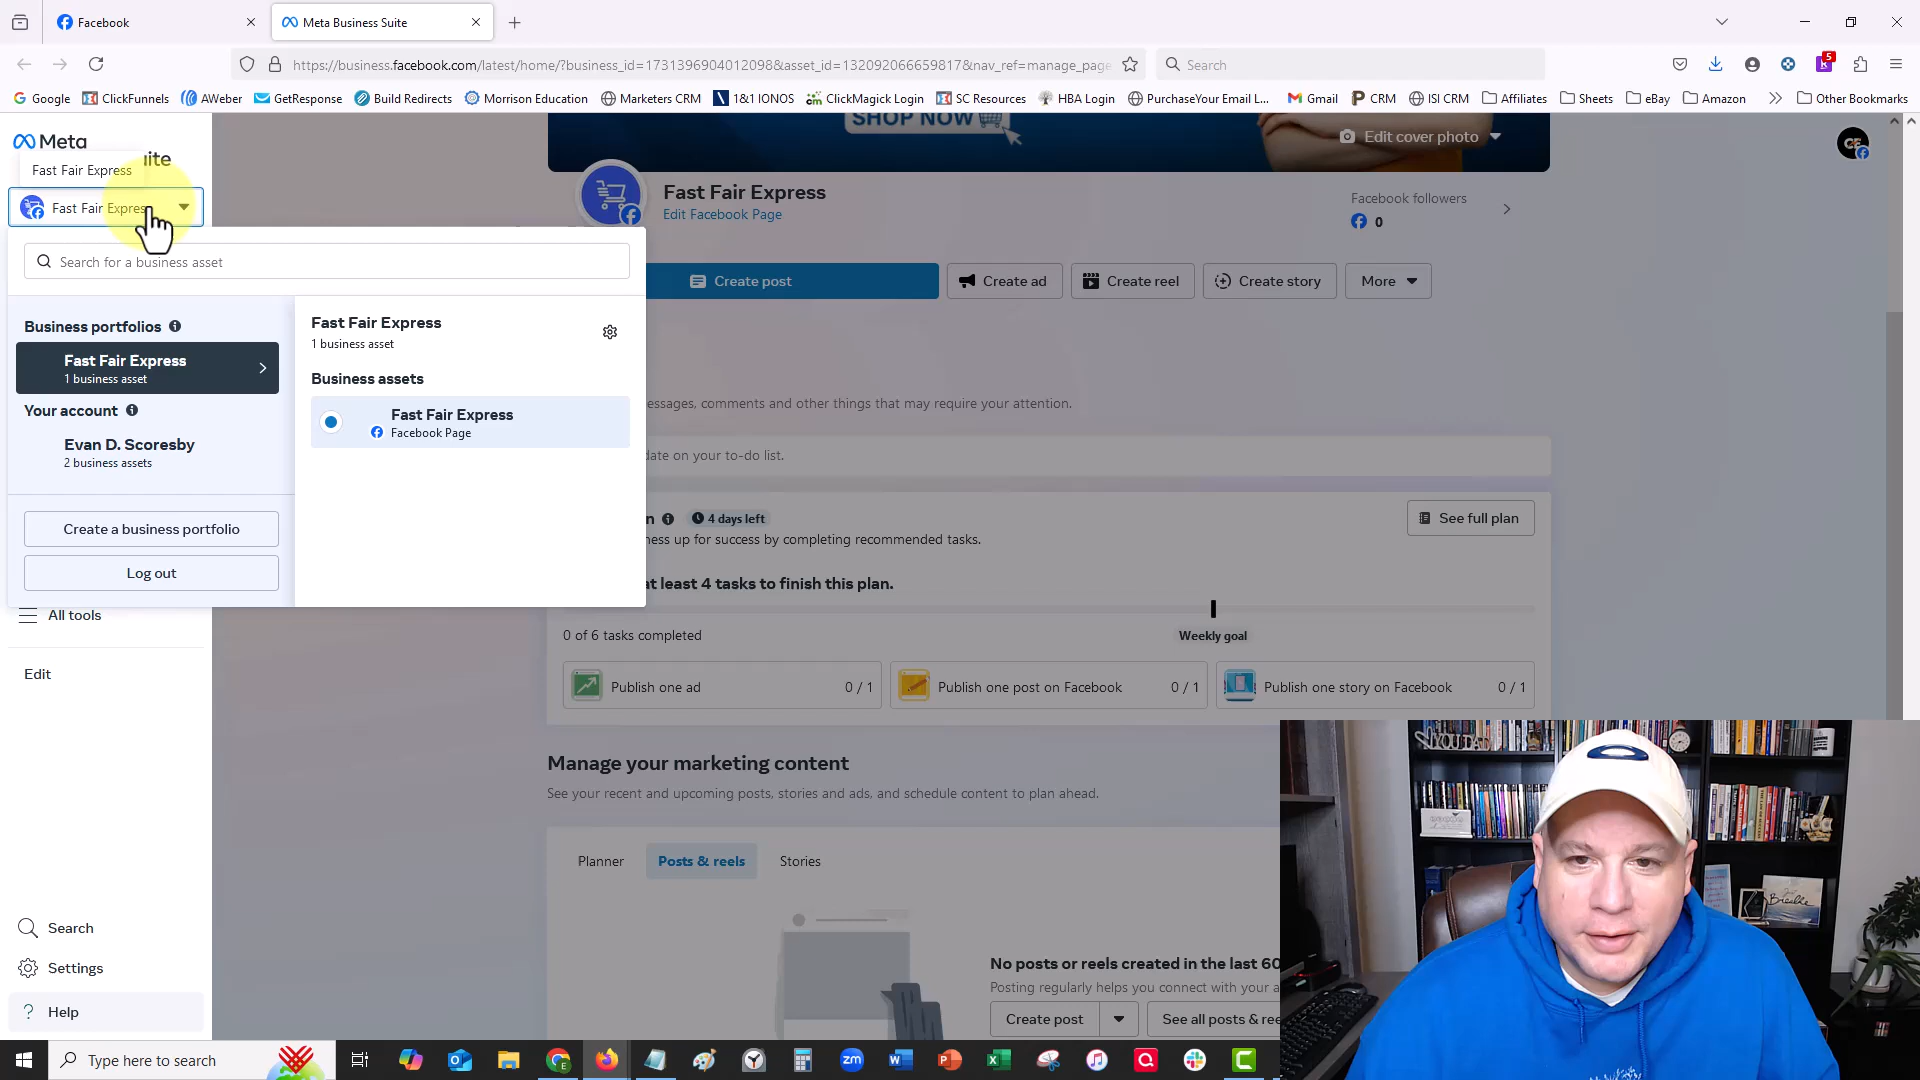 Facebook
Meta Business Suite
https://business.facebook.com/latest/home/?business_id=1731396904012098&asset_id=132092066659817&nav_ref=manage_page
Search
5
Google
ClickFunnels
AWeber
GetResponse
Build Redirects
Morrison Education
Marketers CRM
1&1 IONOS
ClickMagick Login
SC Resources
HBA Login
PurchaseYour Email L...
Gmail
CRM
ISI CRM
Affiliates
Sheets
eBay
Amazon
Other Bookmarks
Meta
ite
Fast Fair Express
Fast Fair Expre
Search for a business asset
Business portfolios
Fast Fair Express
1 business asset
Your account
Evan D. Scoresby
2 business assets
Create a business portfolio
Log out
Fast Fair Express
1 business asset
Business assets
Fast Fair Express
Facebook Page
All tools
Edit
Search
Settings
Help
SHOP NOW
Edit cover photo
Fast Fair Express
Edit Facebook Page
Facebook followers
0
Create post
Create ad
Create reel
Create story
More
essages, comments and other things that may require your attention.
date on your to-do list.
n
4 days left
See full plan
ness up for success by completing recommended tasks.
at least 4 tasks to finish this plan.
0 of 6 tasks completed
Weekly goal
Publish one ad
0 / 1
Publish one post on Facebook
0 / 1
Publish one story on Facebook
0 / 1
Manage your marketing content
See your recent and upcoming posts, stories and ads, and schedule content to plan ahead.
Planner
Posts & reels
Stories
No posts or reels created in the last 60
Posting regularly helps you connect with your a
Create post
See all posts & ree
Type here to search